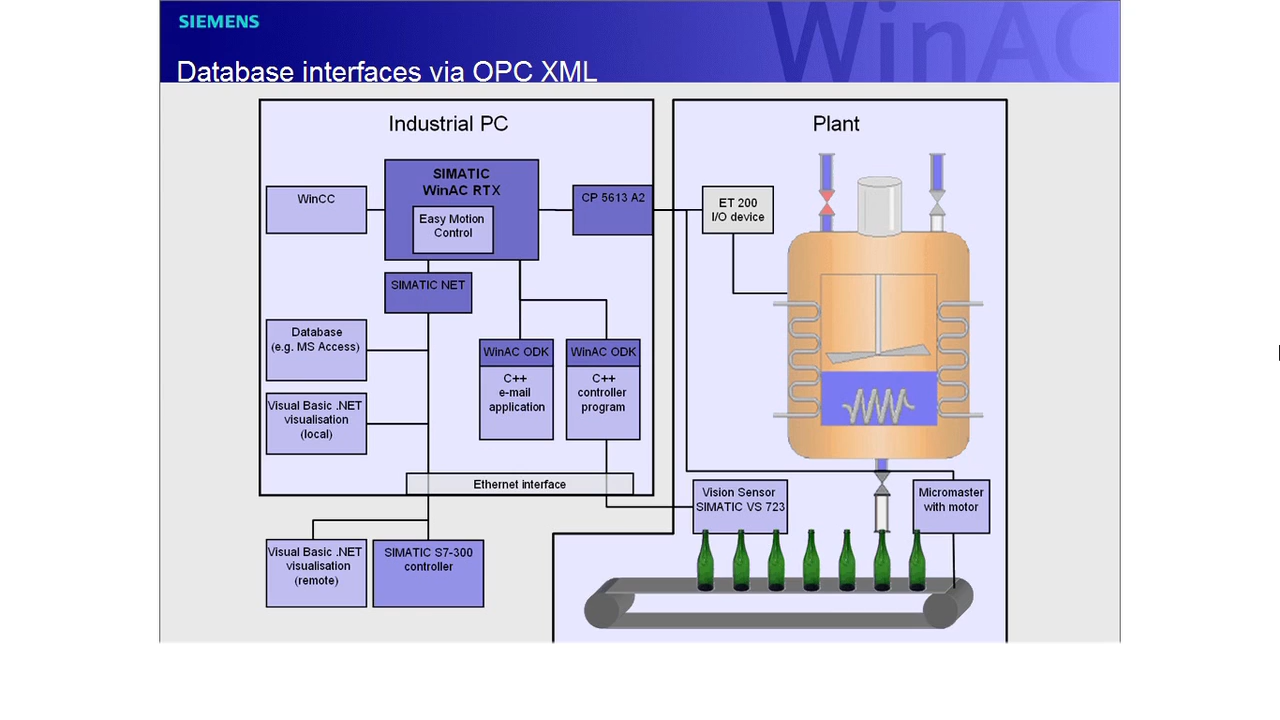 SIEMENS
WinAC
Database interfaces via OPC XML
Industrial PC
Plant
WinCC
SIMATIC
WinAC RTX
Easy Motion
Control
CP 5613 A2
ET 200
I/O device
SIMATIC NET
Database
(e.g. MS Access)
WinAC ODK
C++
e-mail
application
WinAC ODK
C++
controller
program
Visual Basic .NET
visualisation
(local)
Ethernet interface
Vision Sensor
SIMATIC VS 723
Micromaster
with motor
Visual Basic .NET
visualisation
(remote)
SIMATIC S7-300
controller